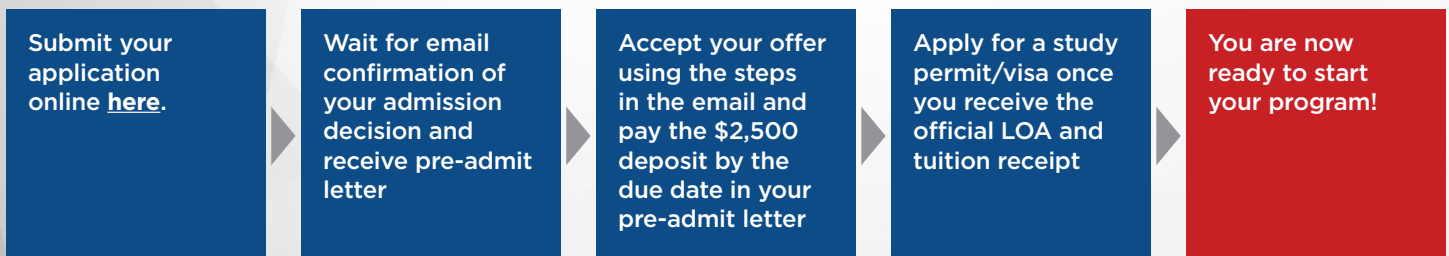 Submit your
application
online here.
Wait for email
confirmation of
your admission
decision and
receive pre-admit
letter
Accept your offer
using the steps
in the email and
pay the $2,500
deposit by the
due date in your
pre-admit letter
Apply for a study
permit/visa once
you receive the
official LOA and
tuition receipt
You are now
ready to start
your program!